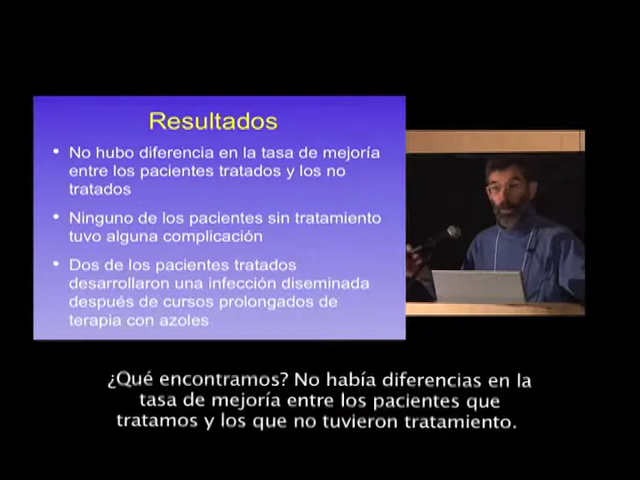 Resultados
• No hubo diferencia en la tasa de mejoría
entre los pacientes tratados y los no
tratados
• Ninguno de los pacientes sin tratamiento
tuvo alguna complicación
• Dos de los pacientes tratados
desarrollaron una infección diseminada
después de cursos prolongados de
terapia con azoles
¿Qué encontramos? No había diferencias en la
tasa de mejoría entre los pacientes que
tratamos y los que no tuvieron tratamiento.